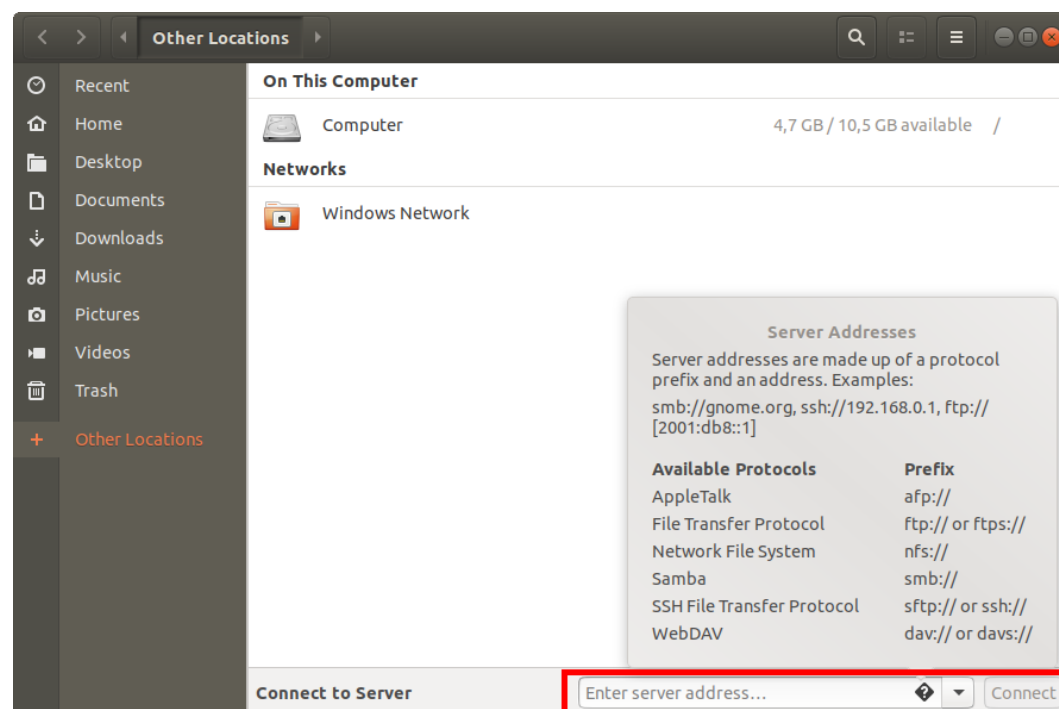 Other Locations
Recent
Home
Desktop
Documents
Downloads
Music
Pictures
Videos
Trash
Other Locations
On This Computer
Computer 4,7 GB / 10,5 GB available /
Networks
Windows Network
Server Addresses
Server addresses are made up of a protocol
prefix and an address. Examples:
smb://gnome.org, ssh://192.168.0.1, ftp://
[2001:db8::1]
Available Protocols Prefix
AppleTalk afp://
File Transfer Protocol ftp:// or ftps://
Network File System nfs://
Samba smb://
SSH File Transfer Protocol sftp:// or ssh://
WebDAV dav:// or davs://
Connect to Server Enter server address... Connect